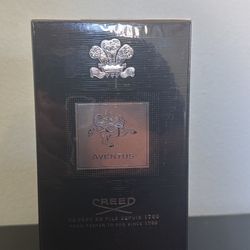 AVENTUS
CREED
DE PÈRE EN FILS DEPUIS 1760
FROM FATHER TO SON SINCE 1760